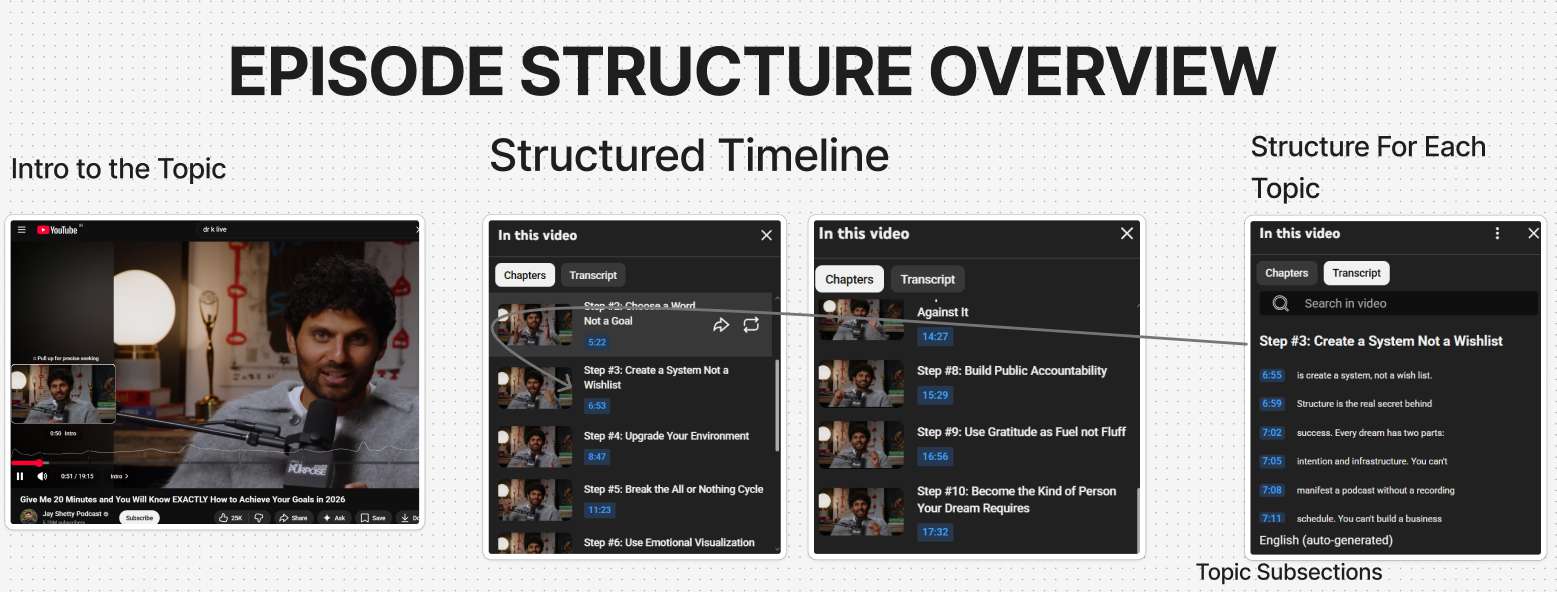 EPISODE STRUCTURE OVERVIEW
Intro to the Topic
Structured Timeline
Structure For Each
Topic
YouTube
IN
dr k live
Pull up for precise seeking
0:50 Intro
PURPOSE
0:51 / 19:15
Intro
Give Me 20 Minutes and You Will Know EXACTLY How to Achieve Your Goals in 2026
Jay Shetty Podcast
Subscribe
25K
Share
Ask
Save
In this video
Chapters
Transcript
Step #2: Choose a Word
Not a Goal
5:22
Step #3: Create a System Not a
Wishlist
6:53
Step #4: Upgrade Your Environment
8:47
Step #5: Break the All or Nothing Cycle
11:23
Step #6: Use Emotional Visualization
In this video
Chapters
Transcript
Against It
14:27
Step #8: Build Public Accountability
15:29
Step #9: Use Gratitude as Fuel not Fluff
16:56
Step #10: Become the Kind of Person
Your Dream Requires
17:32
In this video
Chapters
Transcript
Search in video
Step #3: Create a System Not a Wishlist
6:55 is create a system, not a wish list.
6:59 Structure is the real secret behind
7:02 success. Every dream has two parts:
7:05 intention and infrastructure. You can't
7:08 manifest a podcast without a recording
7:11 schedule. You can't build a business
English (auto-generated)
Topic Subsections